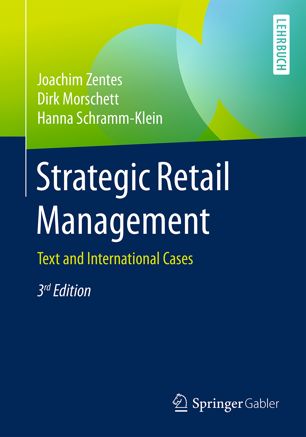 LEHRBUCH
Joachim Zentes
Dirk Morschett
Hanna Schramm-Klein
Strategic Retail
Management
Text and International Cases
3rd Edition
Springer Gabler